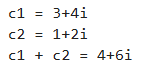 c1 = 3+4i
c2 = 1+2i
c1 + c2 = 4+6i